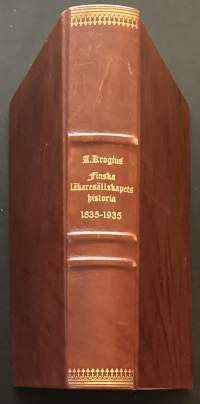 A. Krogius
Finska
läkaresällskapets
historia
1835-1935